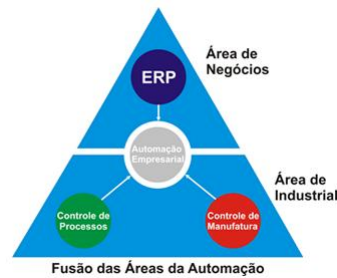 Área de
Negócios
ERP
Automação
Empresarial
Área de
Industrial
Controle de
Processos
Controle de
Manufatura
Fusão das Áreas da Automação